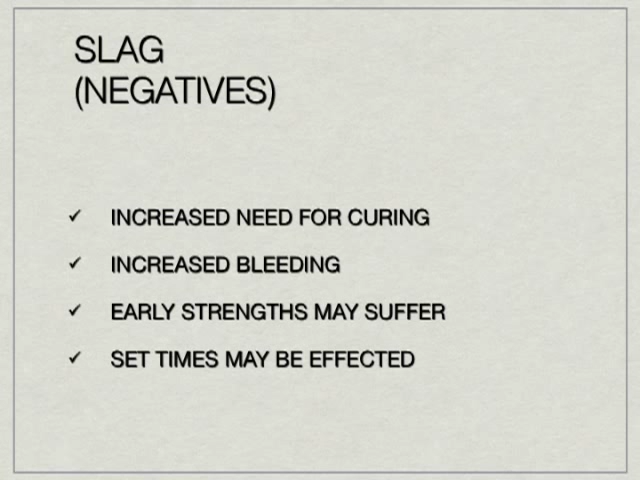 SLAG
(NEGATIVES)
INCREASED NEED FOR CURING
INCREASED BLEEDING
EARLY STRENGTHS MAY SUFFER
SET TIMES MAY BE EFFECTED